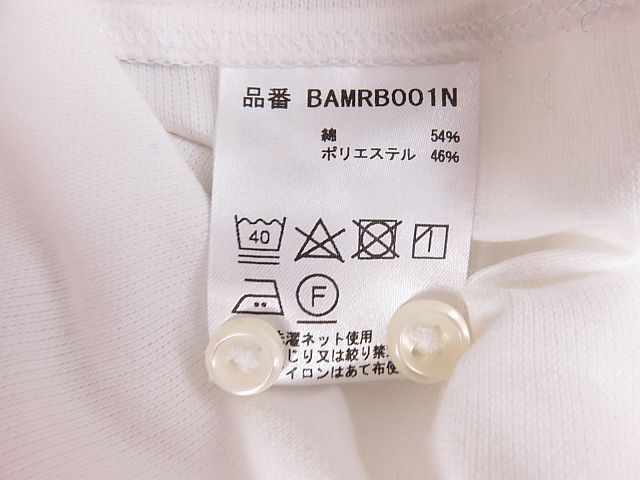 品番 BAMRB001N
綿 54%
ポリエステル 46%
40
F
濯ネット使用
じり又は絞り禁
イロンはあて布使